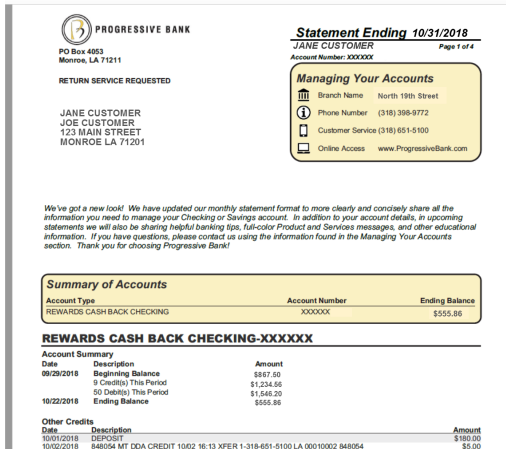 PROGRESSIVE BANK
PO Box 4053
Monroe, LA 71211
RETURN SERVICE REQUESTED
JANE CUSTOMER
JOE CUSTOMER
123 MAIN STREET
MONROE LA 71201
Statement Ending 10/31/2018
JANE CUSTOMER Page 1 of 4
Account Number: XXXXXX
Managing Your Accounts
Branch Name North 19th Street
Phone Number (318) 398-9772
Customer Service (318) 651-5100
Online Access www.ProgressiveBank.com
We've got a new look! We have updated our monthly statement format to more clearly and concisely share all the
information you need to manage your Checking or Savings account. In addition to your account details, in upcoming
statements we will also be sharing helpful banking tips, full-color Product and Services messages, and other educational
information. If you have questions, please contact us using the information found in the Managing Your Accounts
section. Thank you for choosing Progressive Bank!
Summary of Accounts
Account Type Account Number Ending Balance
REWARDS CASH BACK CHECKING XXXXXX $555.86
REWARDS CASH BACK CHECKING-XXXXXX
Account Summary
Date Description Amount
09/29/2018 Beginning Balance $867.50
9 Credit(s) This Period $1,234.56
50 Debit(s) This Period $1,546.20
10/22/2018 Ending Balance $555.86
Other Credits
Date Description Amount
10/01/2018 DEPOSIT $180.00
10/02/2018 848054 MT DDA CREDIT 10/02 16:13 XFER 1-318-651-5100 LA 00010002 848054 $5.00